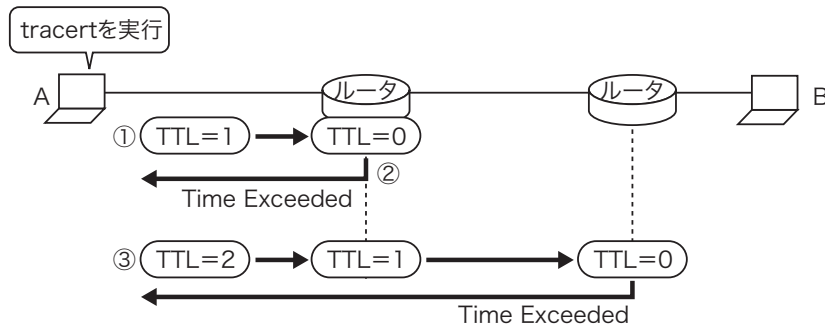 tracertを実行
A
ルータ
ルータ
B
① TTL=1
TTL=0
②
Time Exceeded
③ TTL=2
TTL=1
TTL=0
Time Exceeded